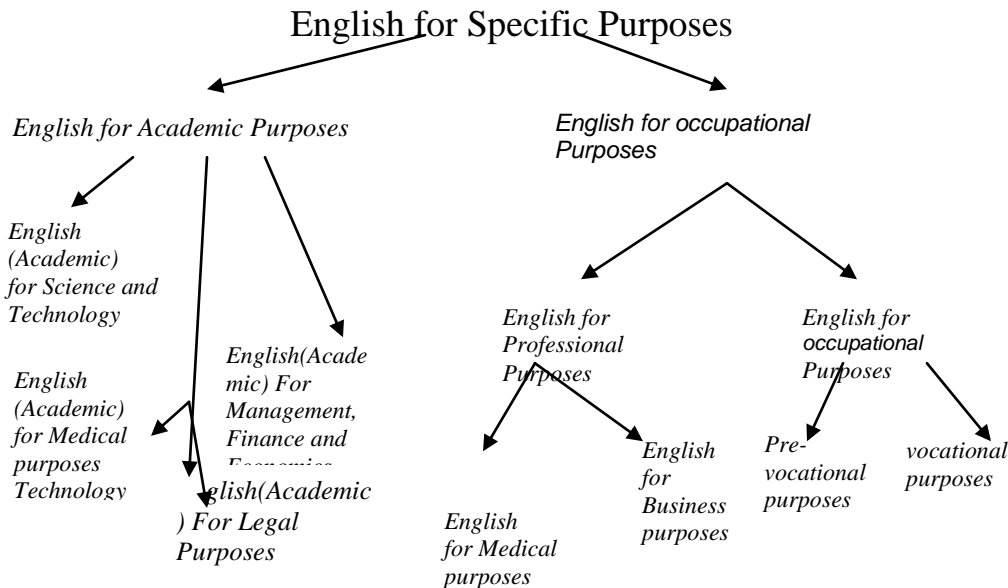 English for Specific Purposes
English for Academic Purposes
English for occupational
Purposes
English
(Academic)
for Science and
Technology
English
(Academic)
for Medical
purposes
Technology
English(Acade
mic) For
Management,
Finance and
Economics
glish(Academic
) For Legal
Purposes
English for
Professional
Purposes
English for
occupational
Purposes
English
for Medical
purposes
English
for
Business
purposes
Pre-
vocational
purposes
vocational
purposes